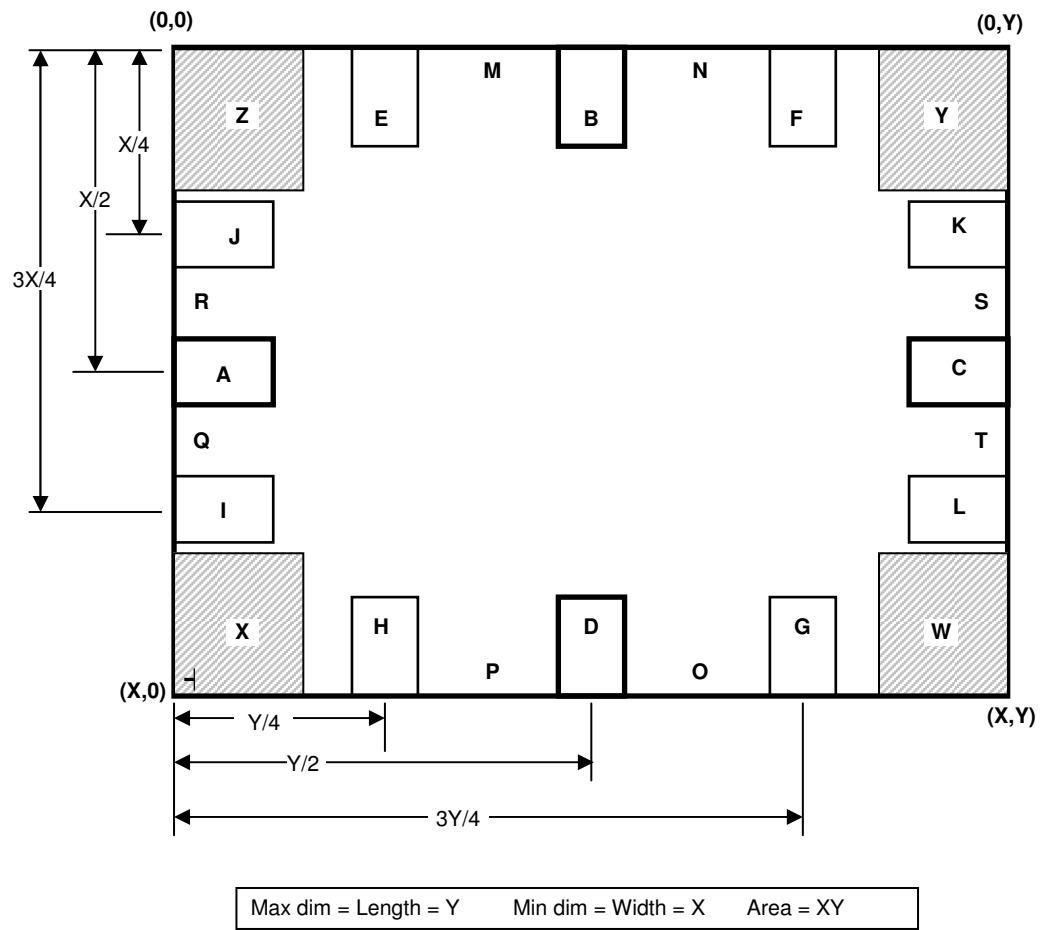 (0,0) (0,Y)
M N
Z E B F Y
X/4
X/2
J K
3X/4
R S
A C
Q T
I L
X H D G W
P O
(X,0)
(X,Y)
Y/4
Y/2
3Y/4
Max dim = Length = Y Min dim = Width = X Area = XY